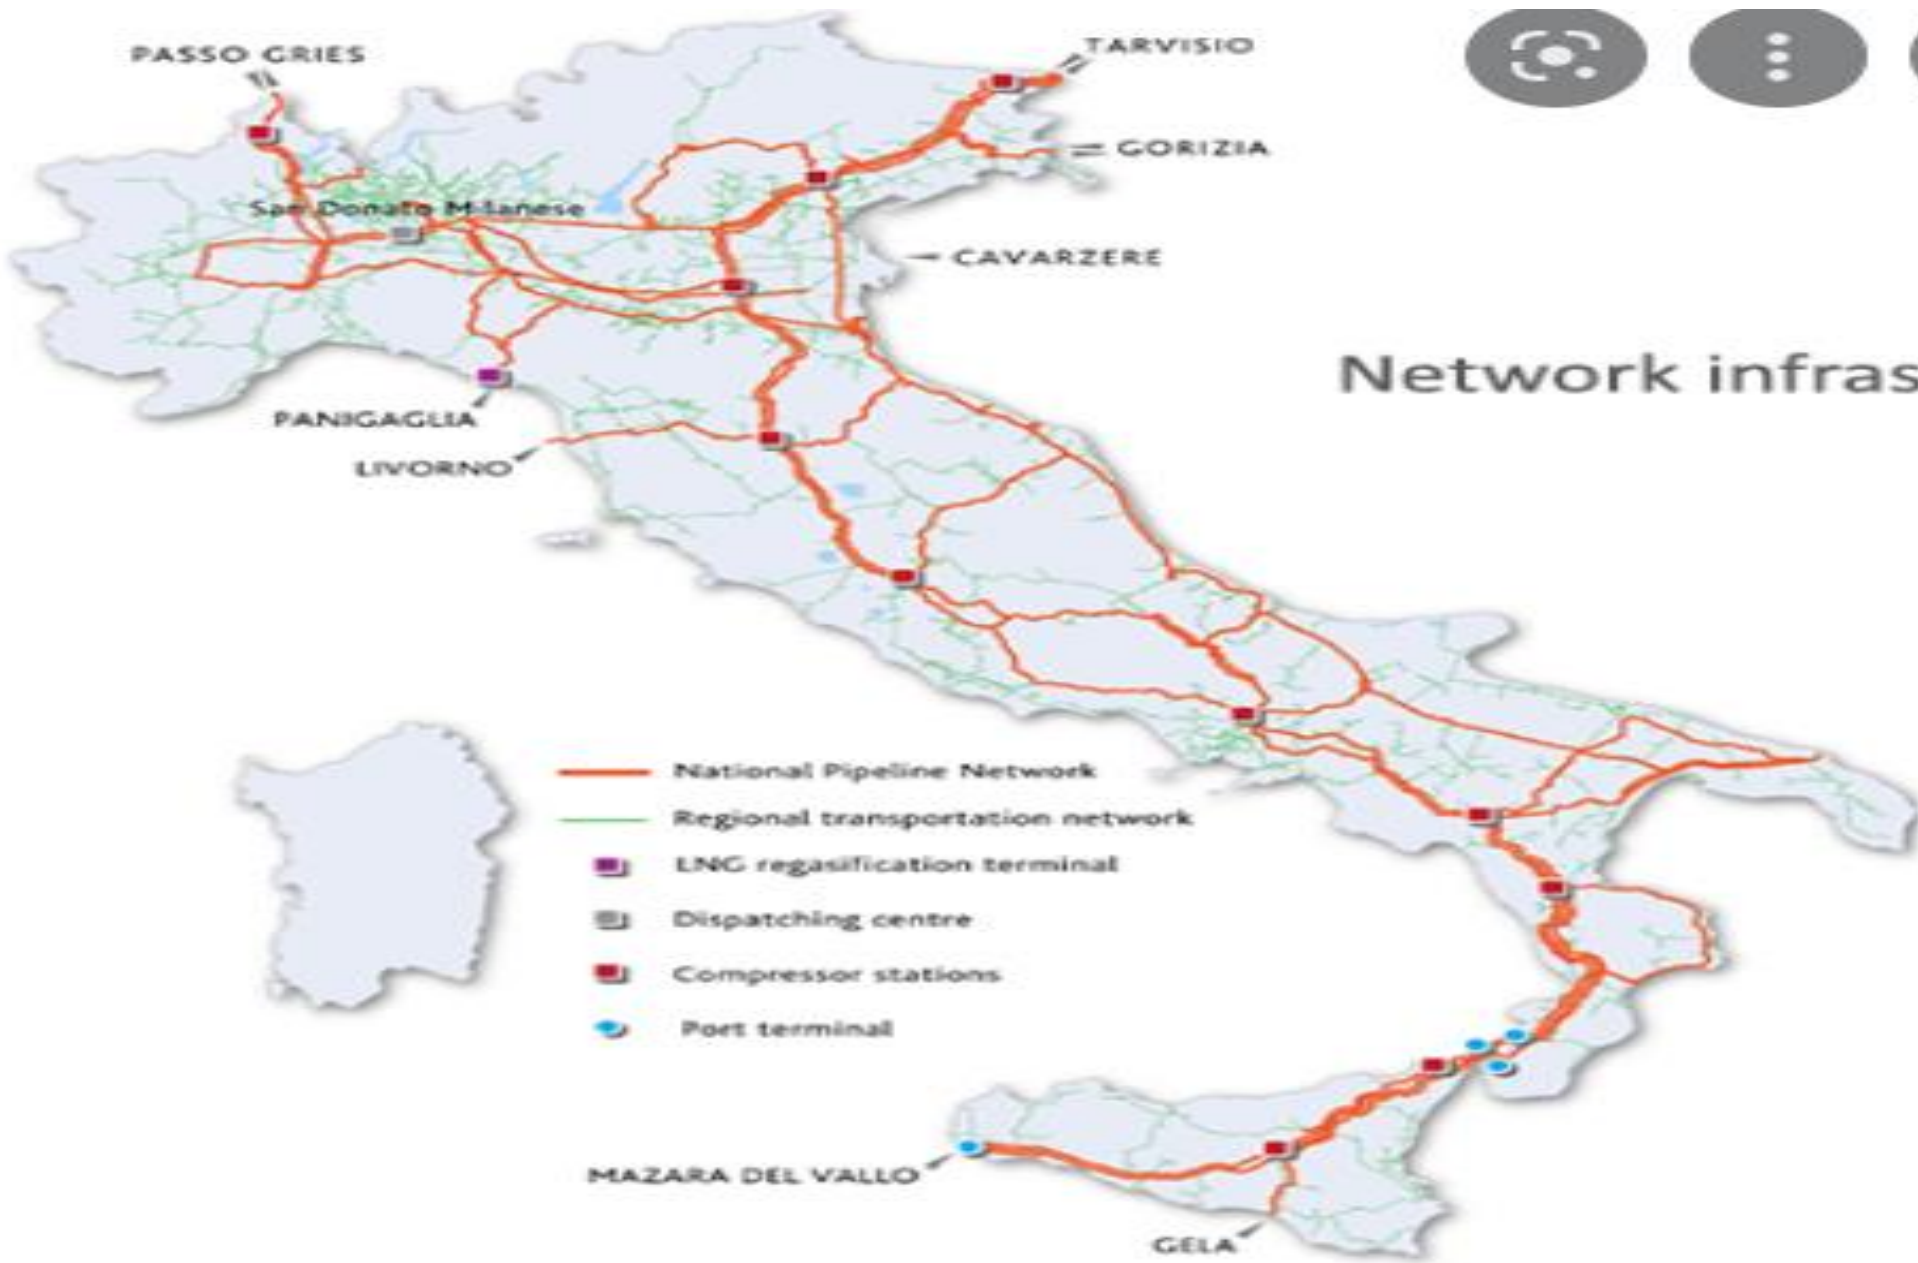 PASSO GRIES
TARVISIO
GORIZIA
San Donato Milanese
CAVARZERE
Network infras
PANIGAGLIA
LIVORNO
National Pipeline Network
Regional transportation network
LNG regasification terminal
Dispatching centre
Compressor stations
Port terminal
MAZARA DEL VALLO
GELA